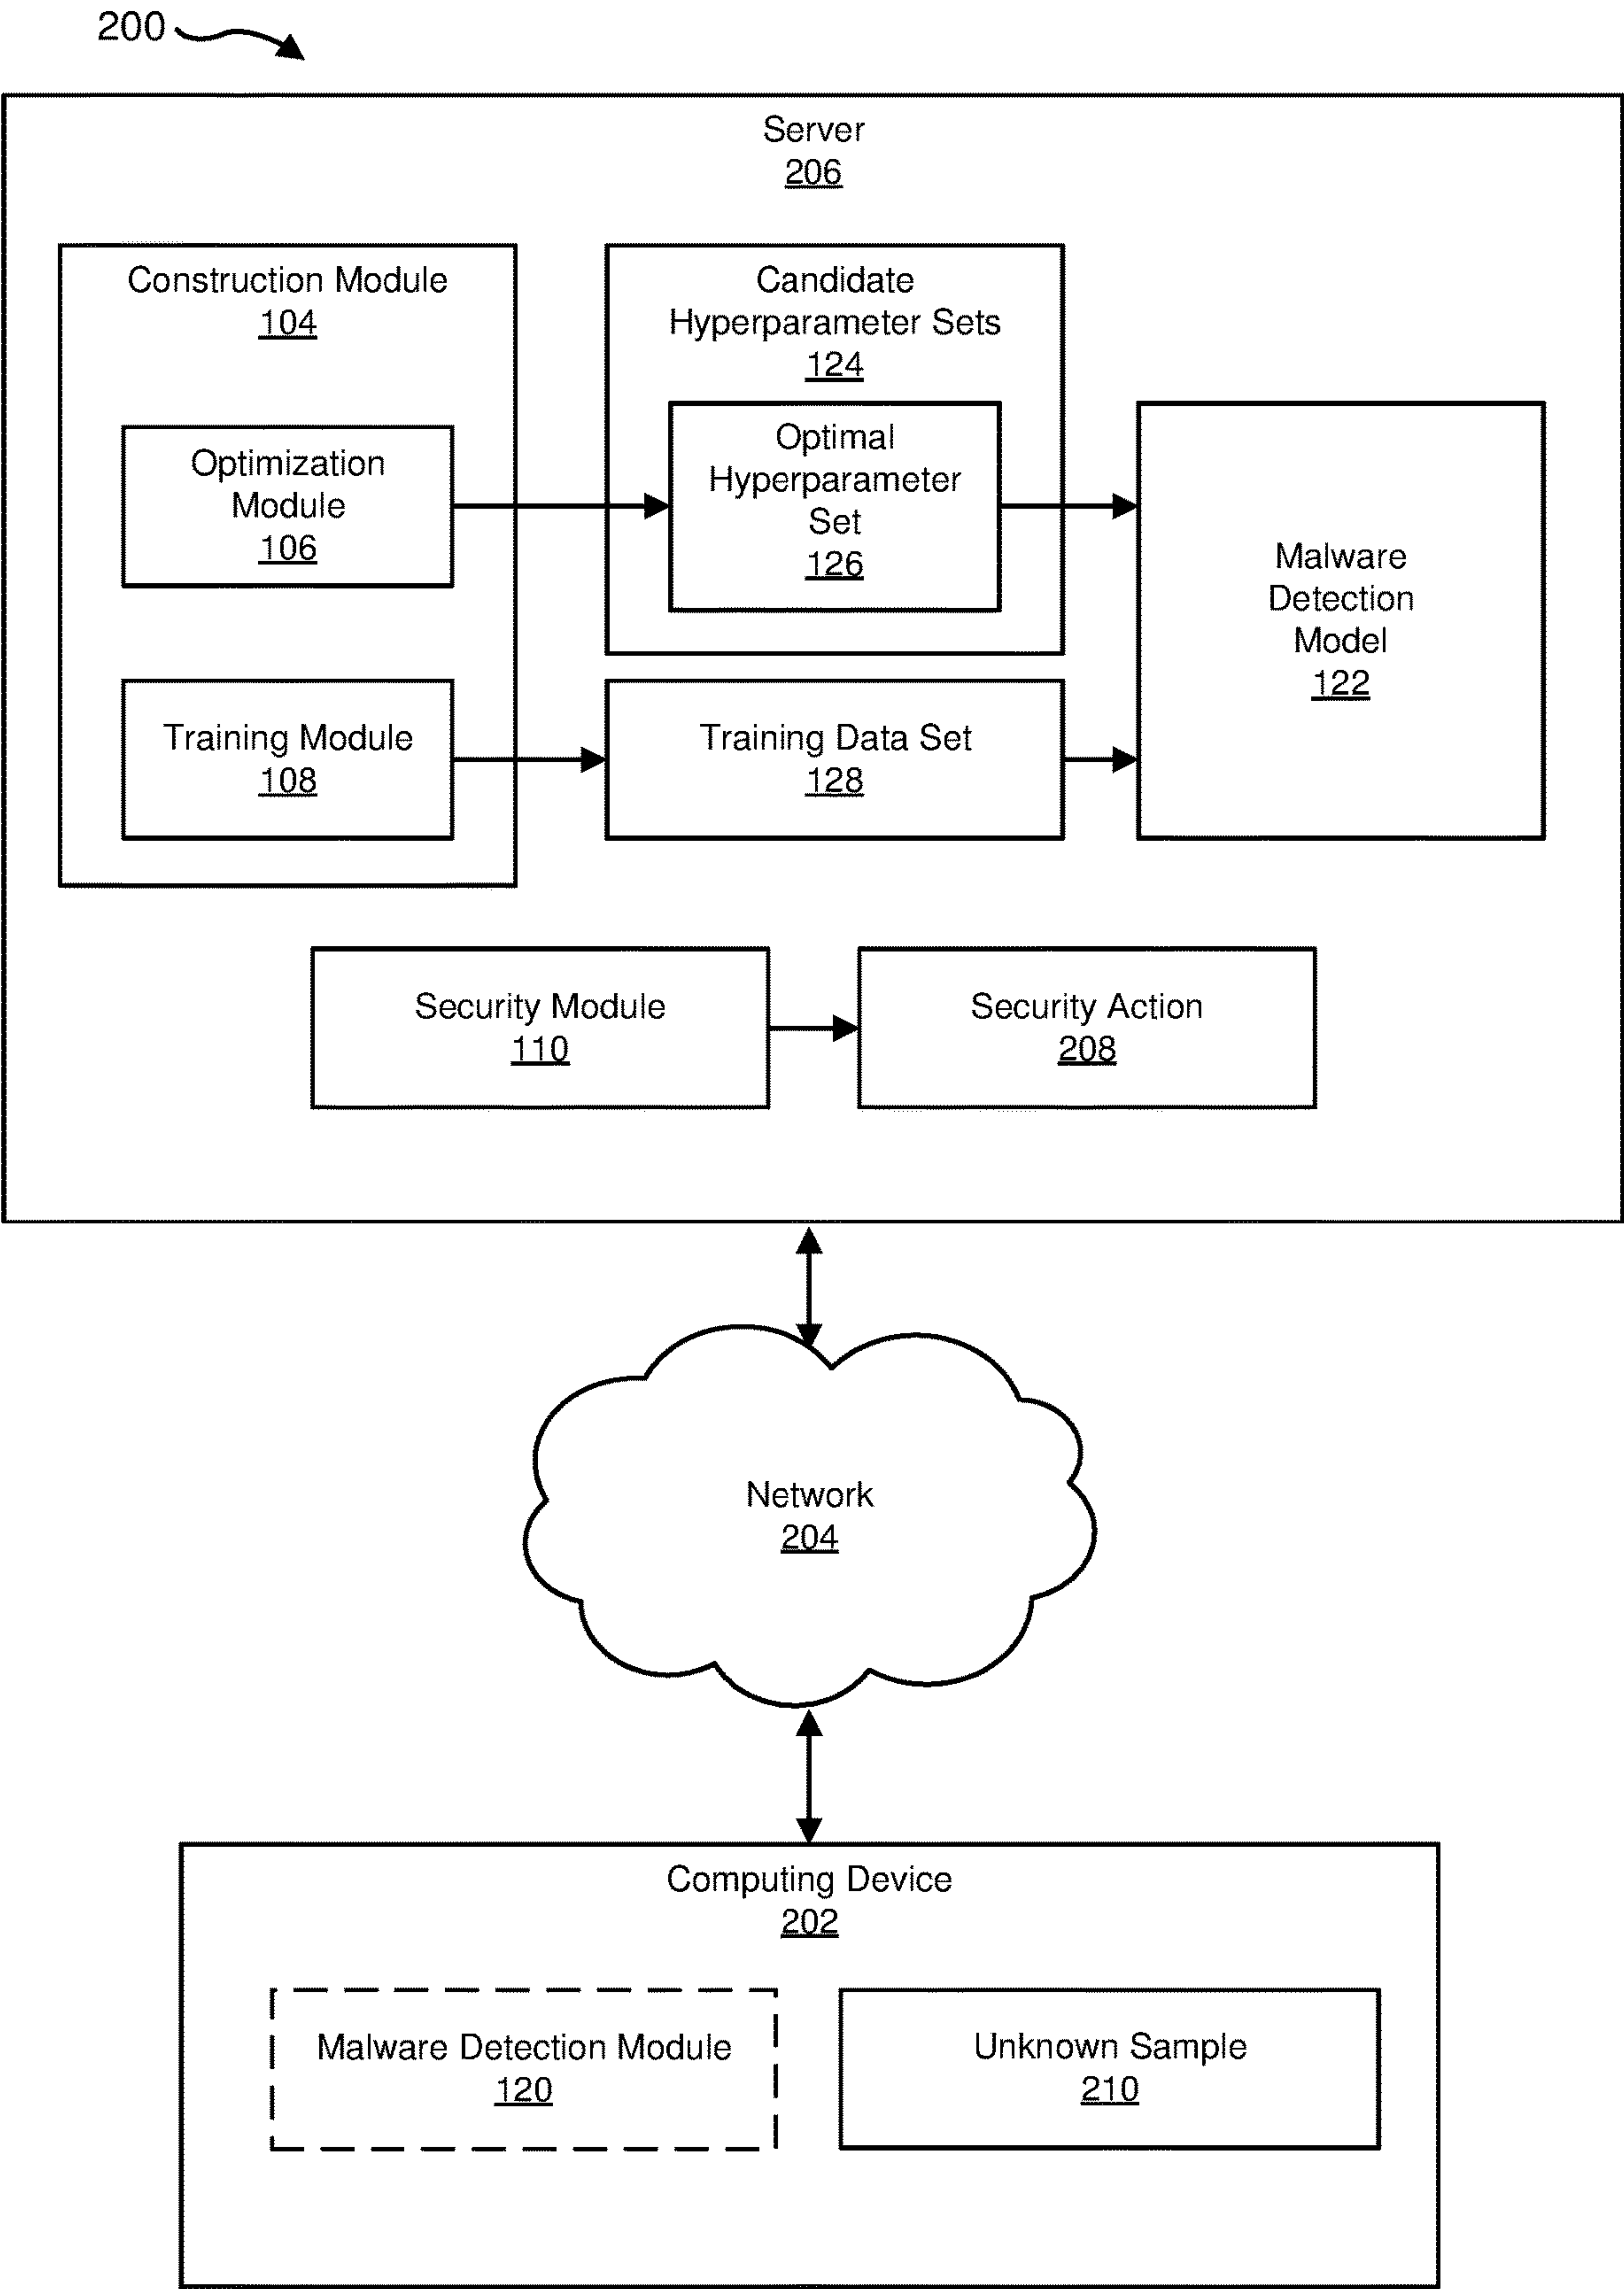 200
Server
206
Construction Module
104
Optimization
Module
106
Training Module
108
Candidate
Hyperparameter Sets
124
Optimal
Hyperparameter
Set
126
Training Data Set
128
Malware
Detection
Model
122
Security Module
110
Security Action
208
Network
204
Computing Device
202
Malware Detection Module
120
Unknown Sample
210